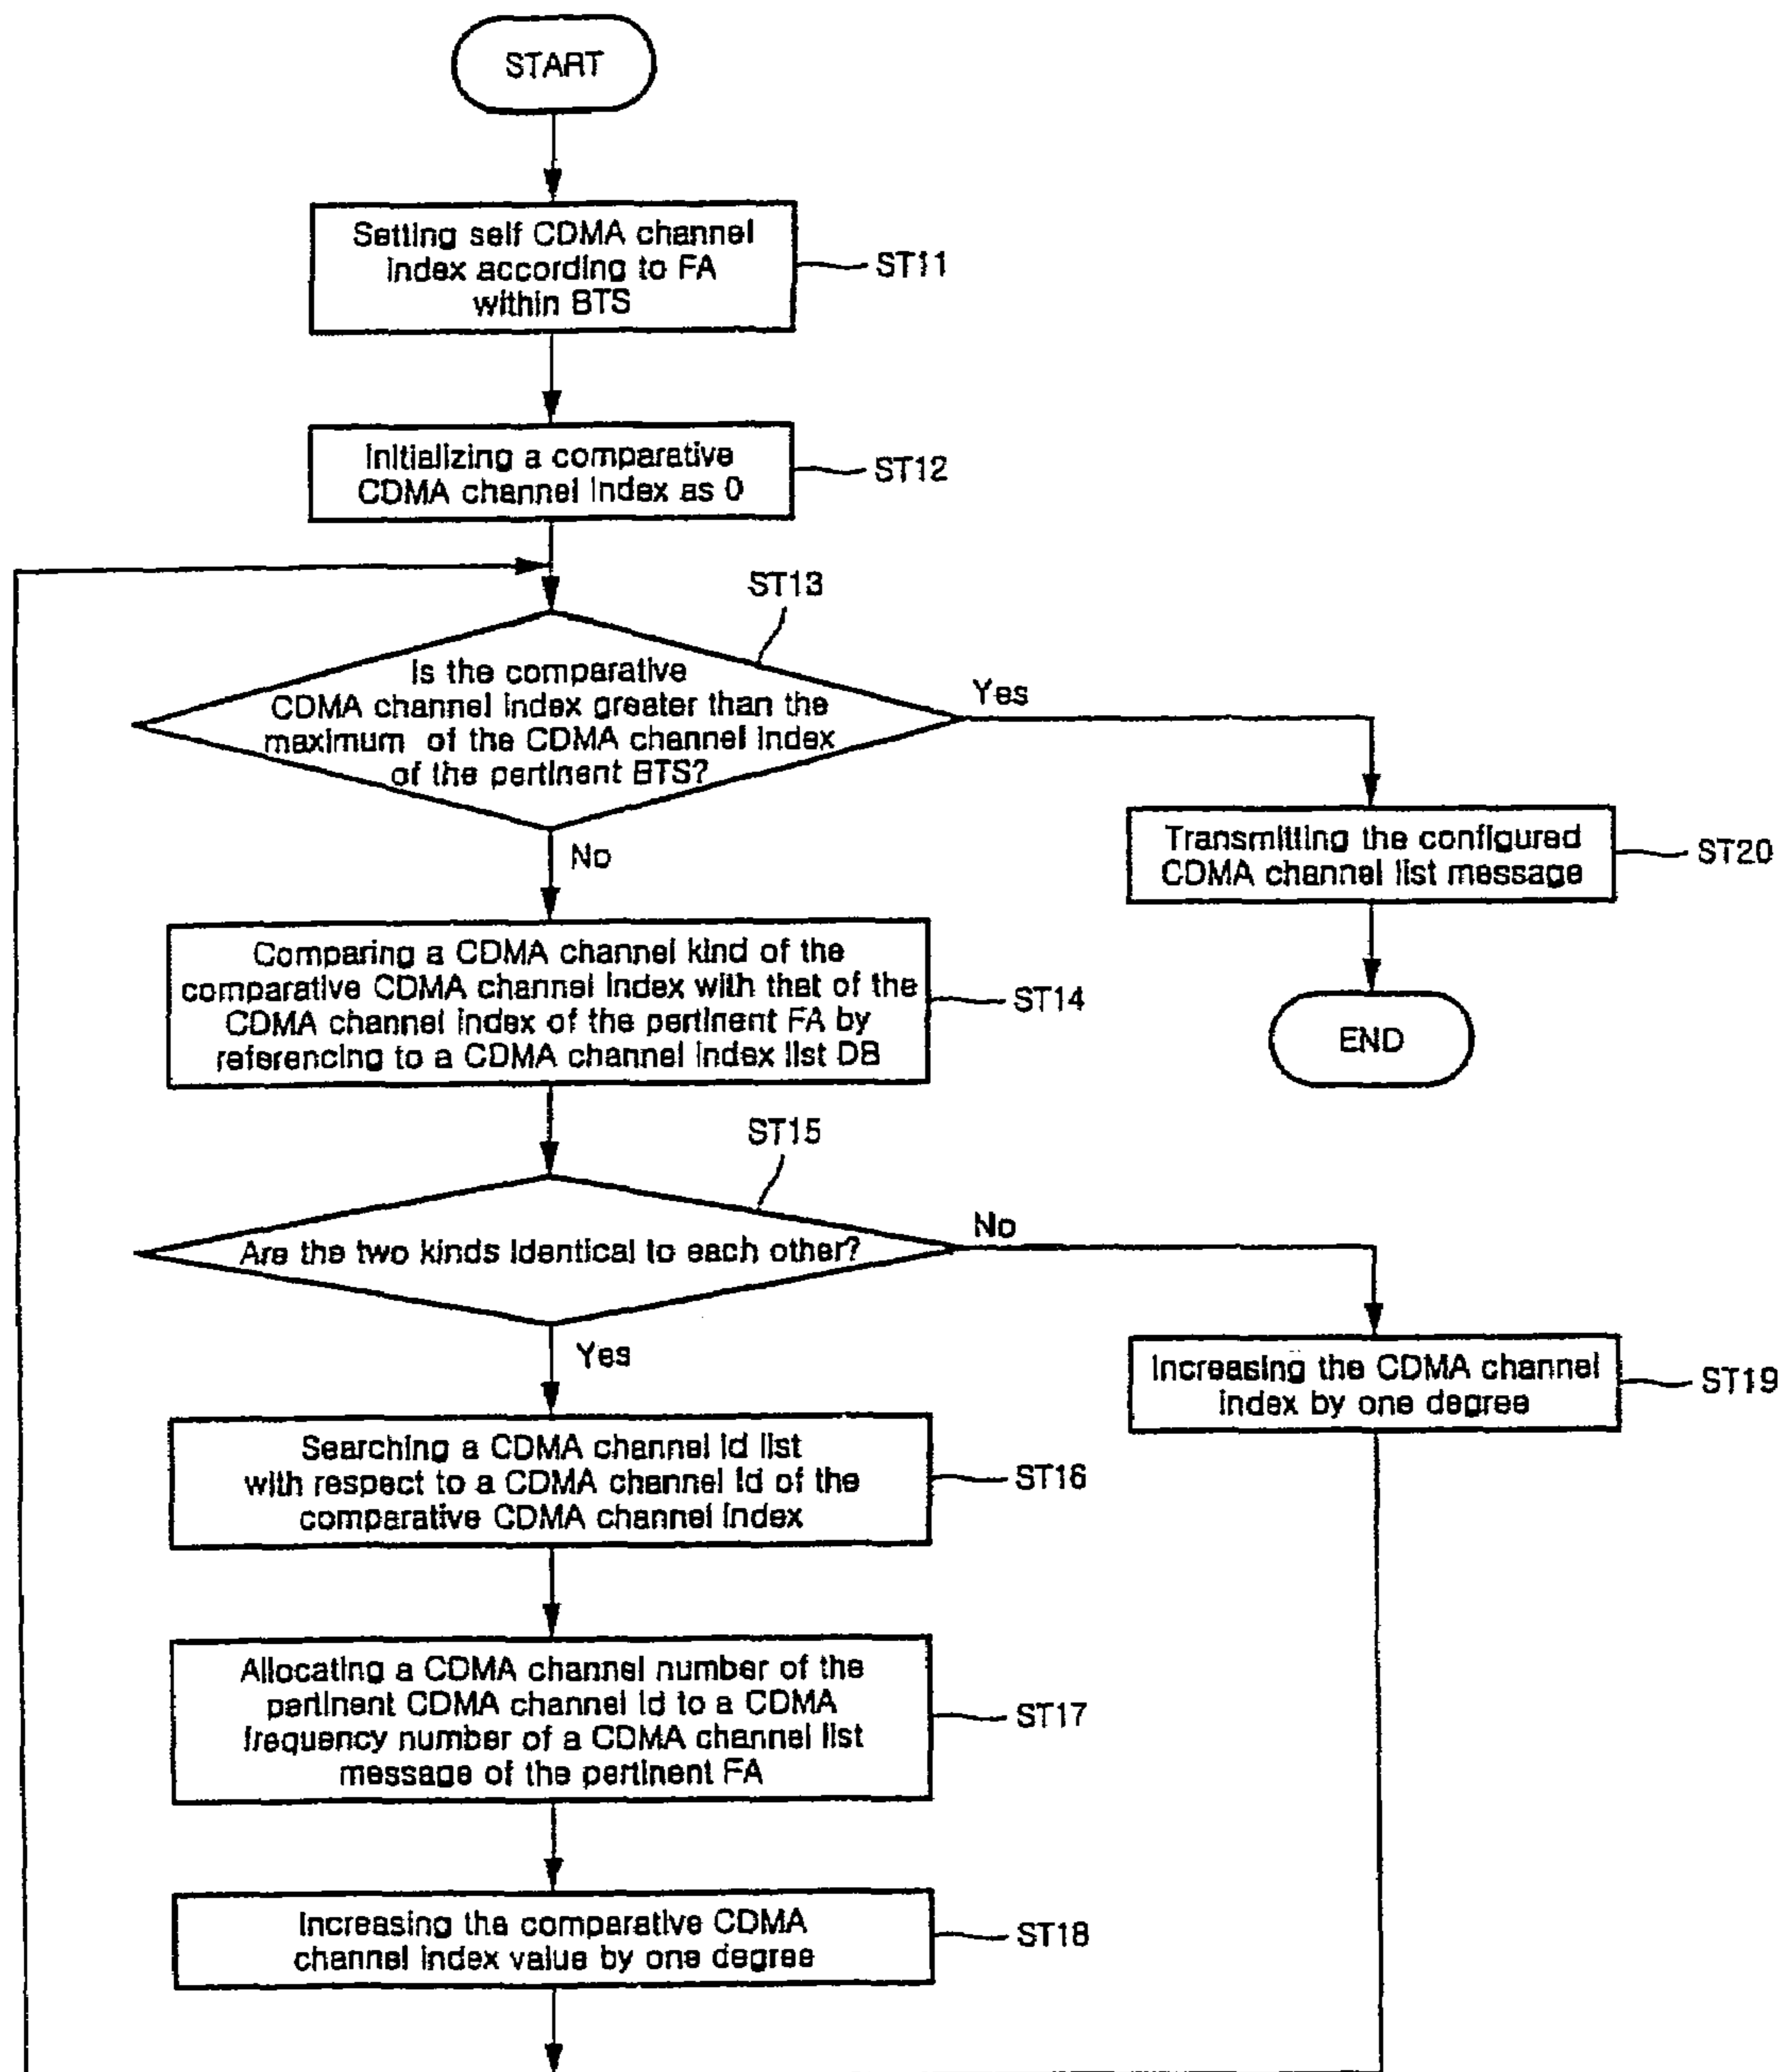 START
Setting self CDMA channel
index according to FA
within BTS
ST11
Initializing a comparative
CDMA channel index as 0
ST12
ST13
Is the comparative
CDMA channel index greater than the
maximum of the CDMA channel index
of the pertinent BTS?
Yes
No
Transmitting the configured
CDMA channel list message
ST20
END
Comparing a CDMA channel kind of the
comparative CDMA channel index with that of the
CDMA channel index of the pertinent FA by
referencing to a CDMA channel index list DB
ST14
ST15
Are the two kinds identical to each other?
No
Yes
Increasing the CDMA channel
index by one degree
ST19
Searching a CDMA channel id list
with respect to a CDMA channel id of the
comparative CDMA channel index
ST16
Allocating a CDMA channel number of the
pertinent CDMA channel id to a CDMA
frequency number of a CDMA channel list
message of the pertinent FA
ST17
Increasing the comparative CDMA
channel index value by one degree
ST18